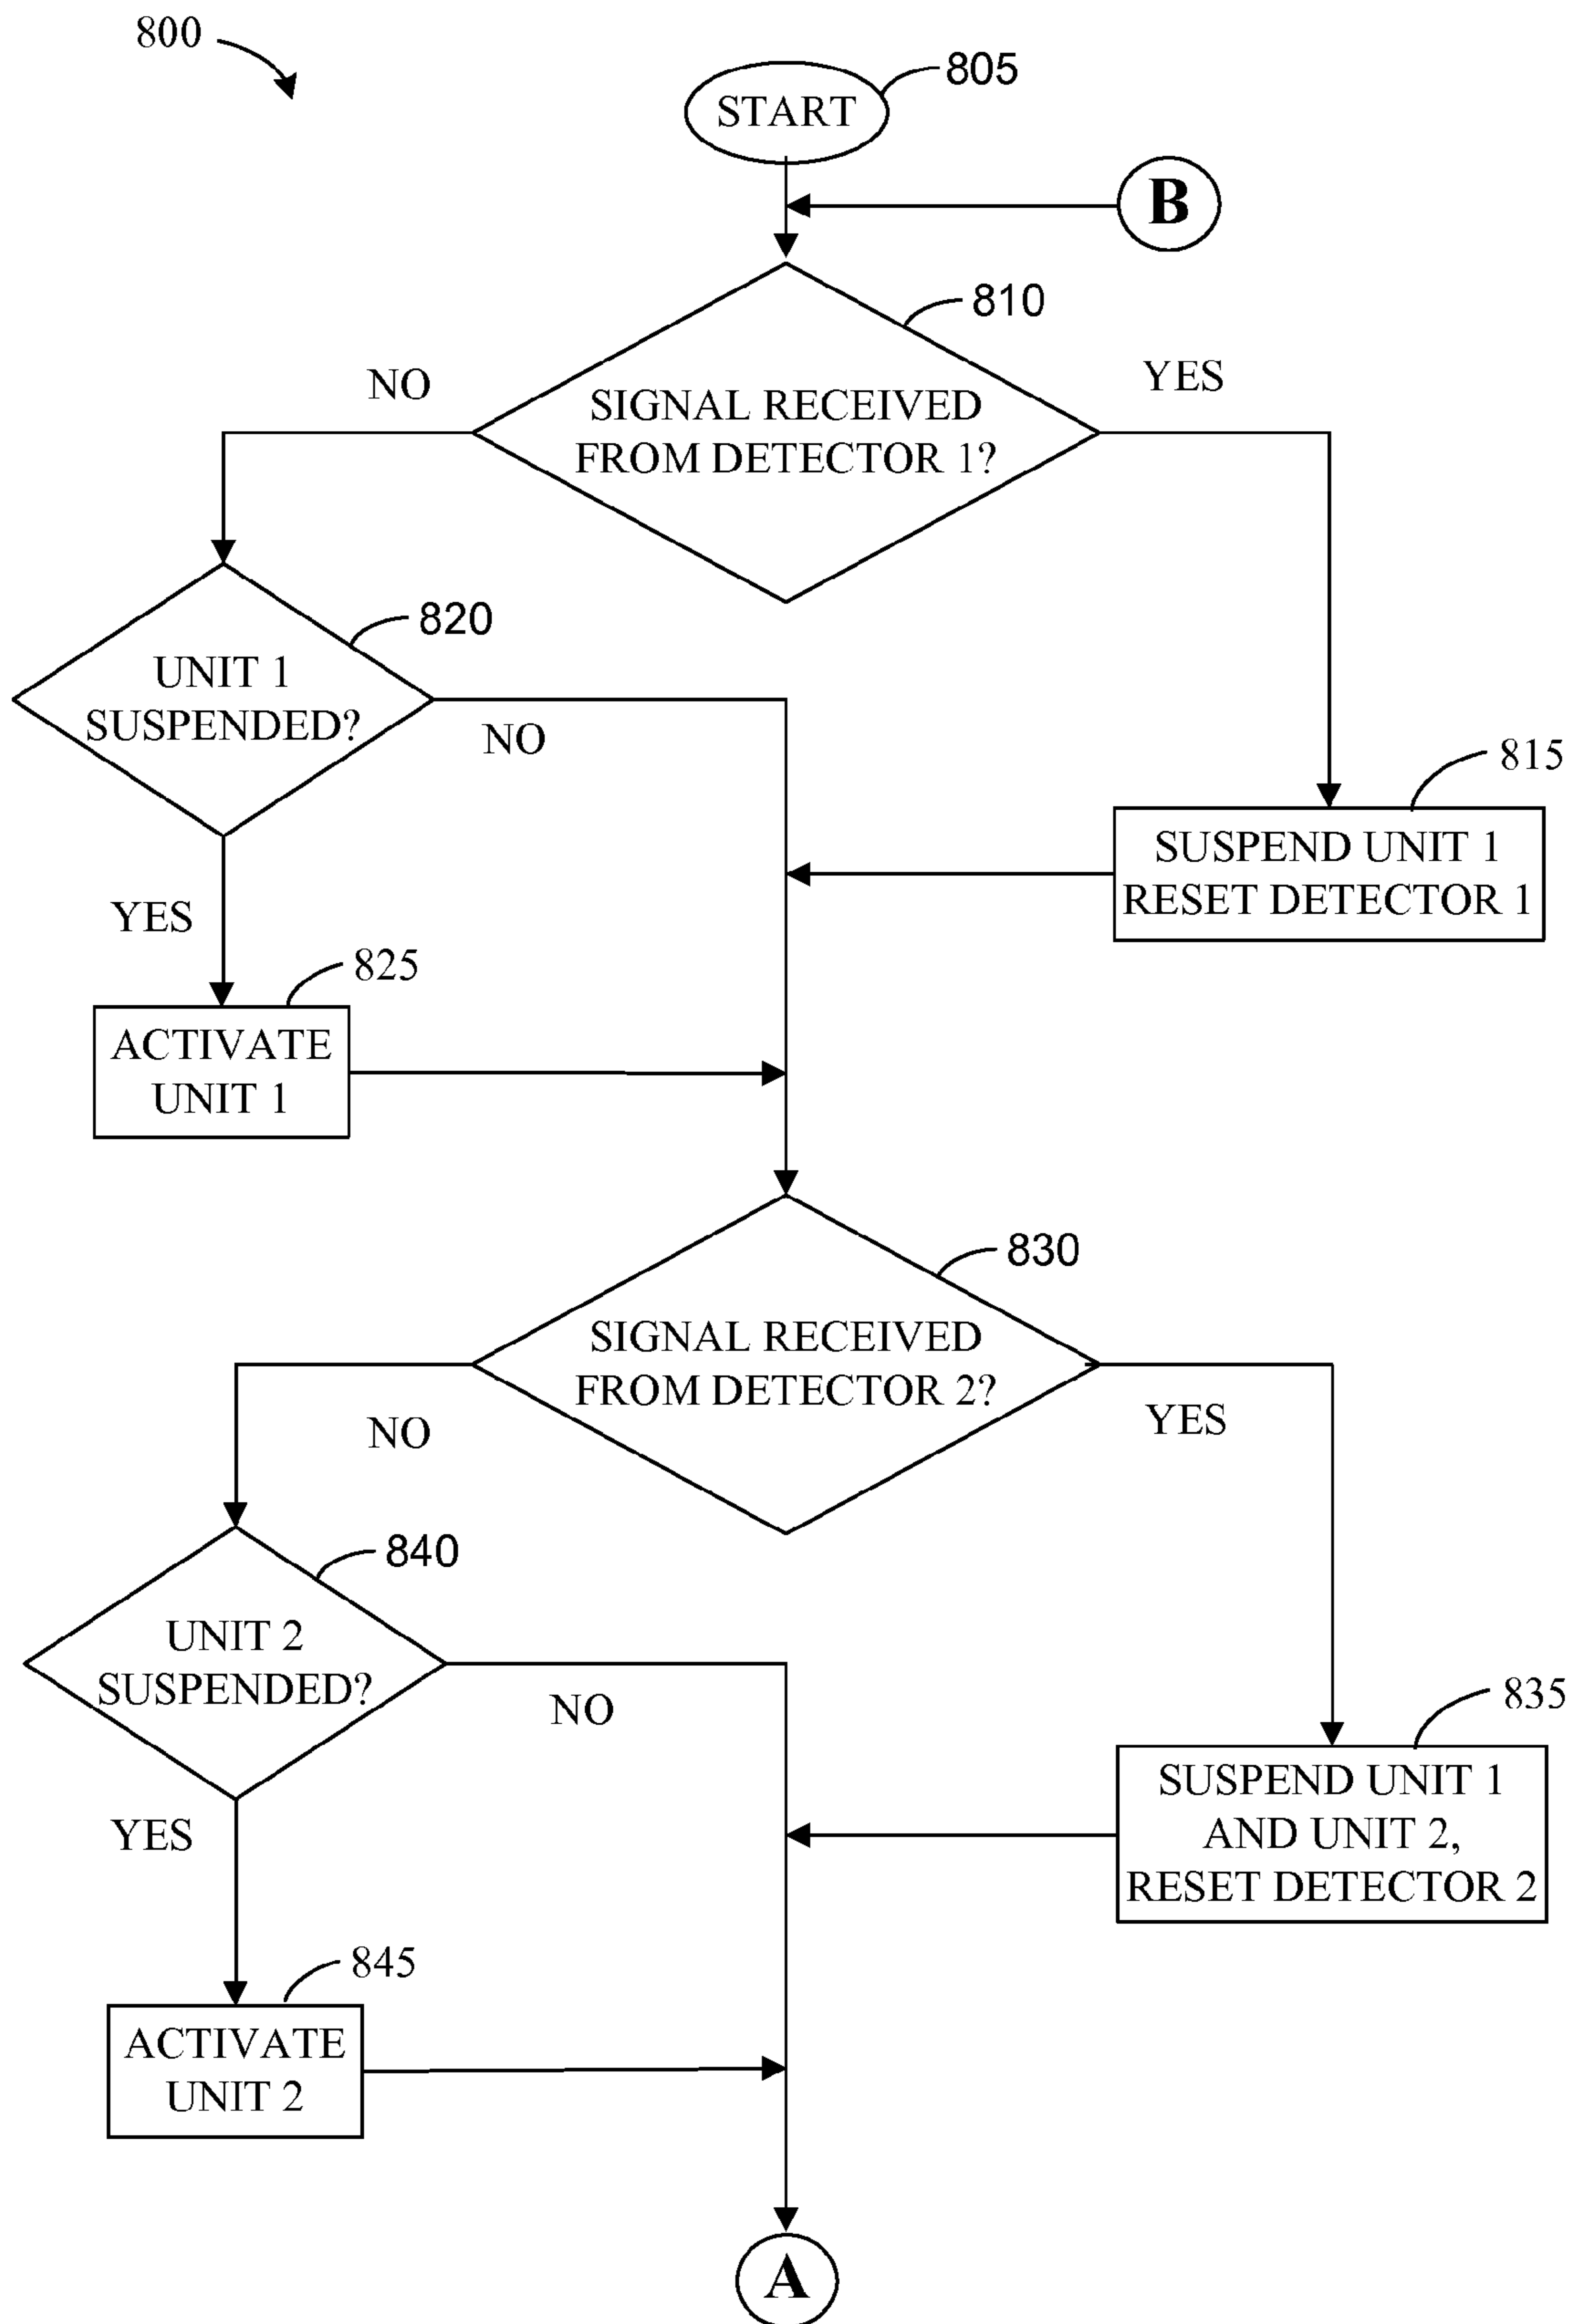 800
START
805
B
810
NO
YES
SIGNAL RECEIVED
FROM DETECTOR 1?
820
UNIT 1
SUSPENDED?
NO
815
SUSPEND UNIT 1
RESET DETECTOR 1
YES
825
ACTIVATE
UNIT 1
830
SIGNAL RECEIVED
FROM DETECTOR 2?
NO
YES
840
UNIT 2
SUSPENDED?
NO
835
SUSPEND UNIT 1
AND UNIT 2,
RESET DETECTOR 2
YES
845
ACTIVATE
UNIT 2
A